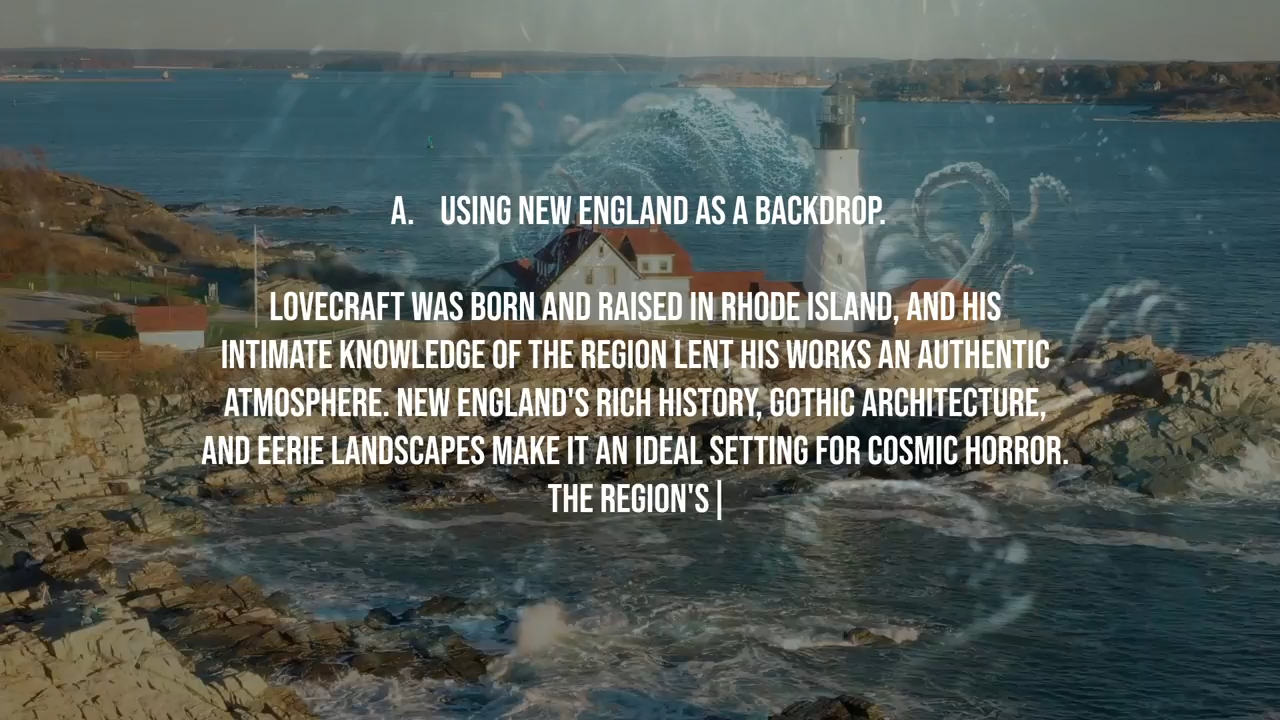 A. USING NEW ENGLAND AS A BACKDROP.
LOVECRAFT WAS BORN AND RAISED IN RHODE ISLAND, AND HIS
INTIMATE KNOWLEDGE OF THE REGION LENT HIS WORKS AN AUTHENTIC
ATMOSPHERE. NEW ENGLAND'S RICH HISTORY, GOTHIC ARCHITECTURE,
AND EERIE LANDSCAPES MAKE IT AN IDEAL SETTING FOR COSMIC HORROR.
THE REGION'S